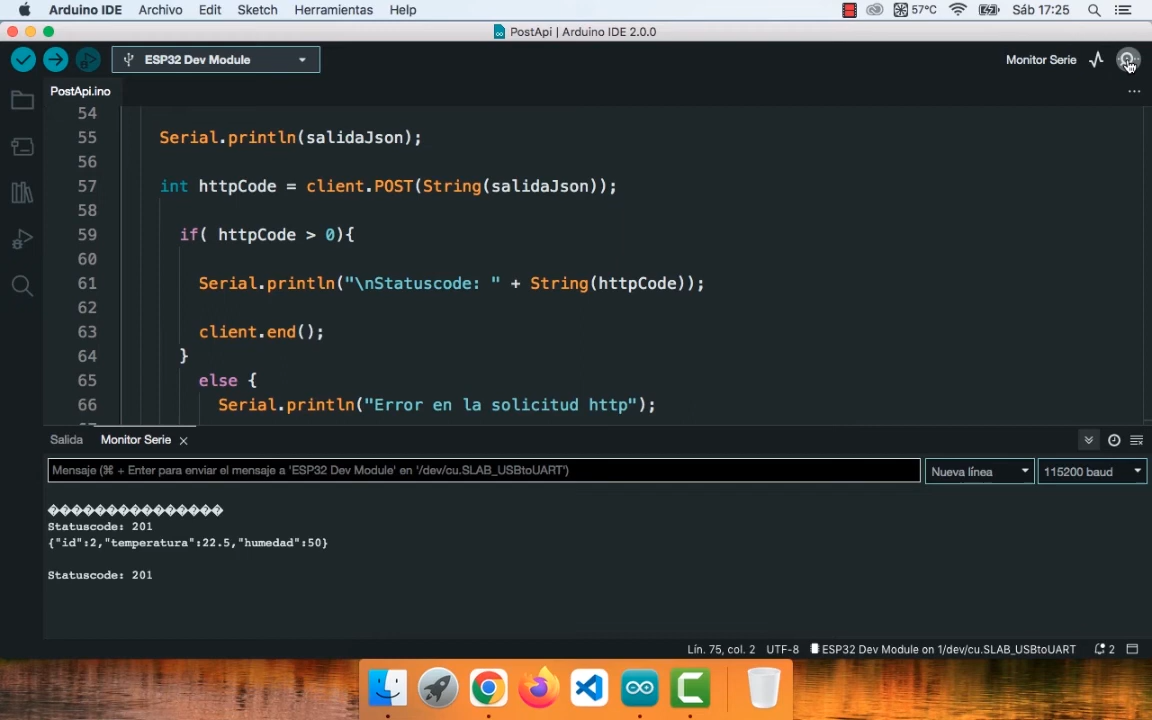 Arduino IDE Archivo Edit Sketch Herramientas Help 57°C Sáb 17:25
PostApi | Arduino IDE 2.0.0
ESP32 Dev Module Monitor Serie
PostApi.ino
54
55 Serial.println(salidaJson);
56
57 int httpCode = client.POST(String(salidaJson));
58
59 if( httpCode > 0){
60
61 Serial.println("\nStatuscode: " + String(httpCode));
62
63 client.end();
64 }
65 else {
66 Serial.println("Error en la solicitud http");
Salida Monitor Serie
Mensaje (⌘ + Enter para enviar el mensaje a 'ESP32 Dev Module' en '/dev/cu.SLAB_USBtoUART') Nueva línea 115200 baud
Statuscode: 201
{"id":2,"temperatura":22.5,"humedad":50}
Statuscode: 201
Lín. 75, col. 2 UTF-8 ESP32 Dev Module on 1/dev/cu.SLAB_USBtoUART 2